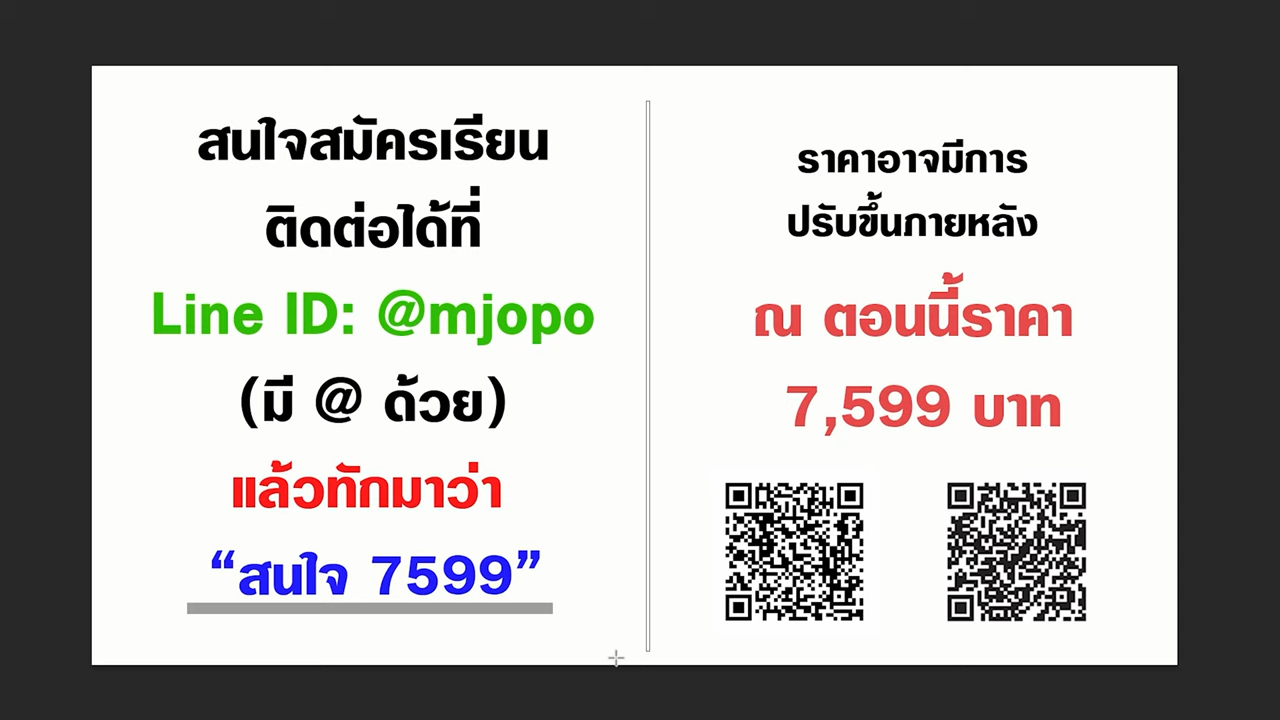 สนใจสมัครเรียน
ติดต่อได้ที่
Line ID: @mjopo
(มี @ ด้วย)
แล้วทักมาว่า
“สนใจ 7599”
ราคาอาจมีการ
ปรับขึ้นภายหลัง
ณ ตอนนี้ราคา
7,599 บาท